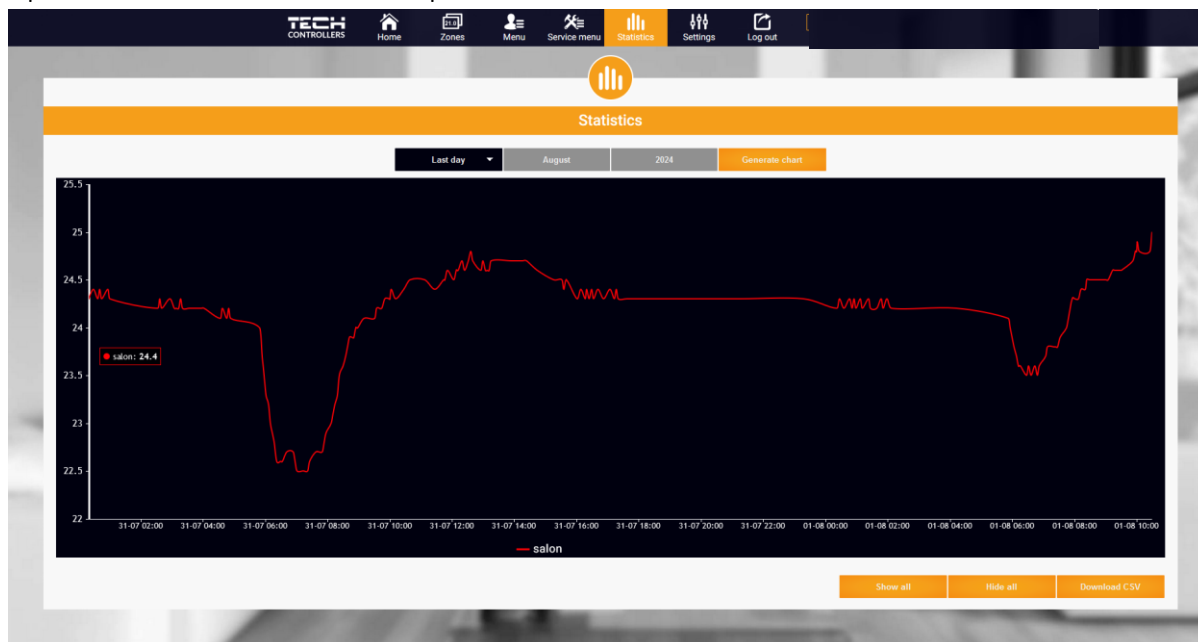 TECH
CONTROLLERS
Home
21.0
Zones
Menu
Service menu
Statistics
Settings
Log out
Statistics
Last day August 2024 Generate chart
25.5
25
24.5
24
salon: 24.4
23.5
23
22.5
22
31-07 02:00 31-07 04:00 31-07 06:00 31-07 08:00 31-07 10:00 31-07 12:00 31-07 14:00 31-07 16:00 31-07 18:00 31-07 20:00 31-07 22:00 01-08 00:00 01-08 02:00 01-08 04:00 01-08 06:00 01-08 08:00 01-08 10:00
salon
Show all Hide all Download CSV